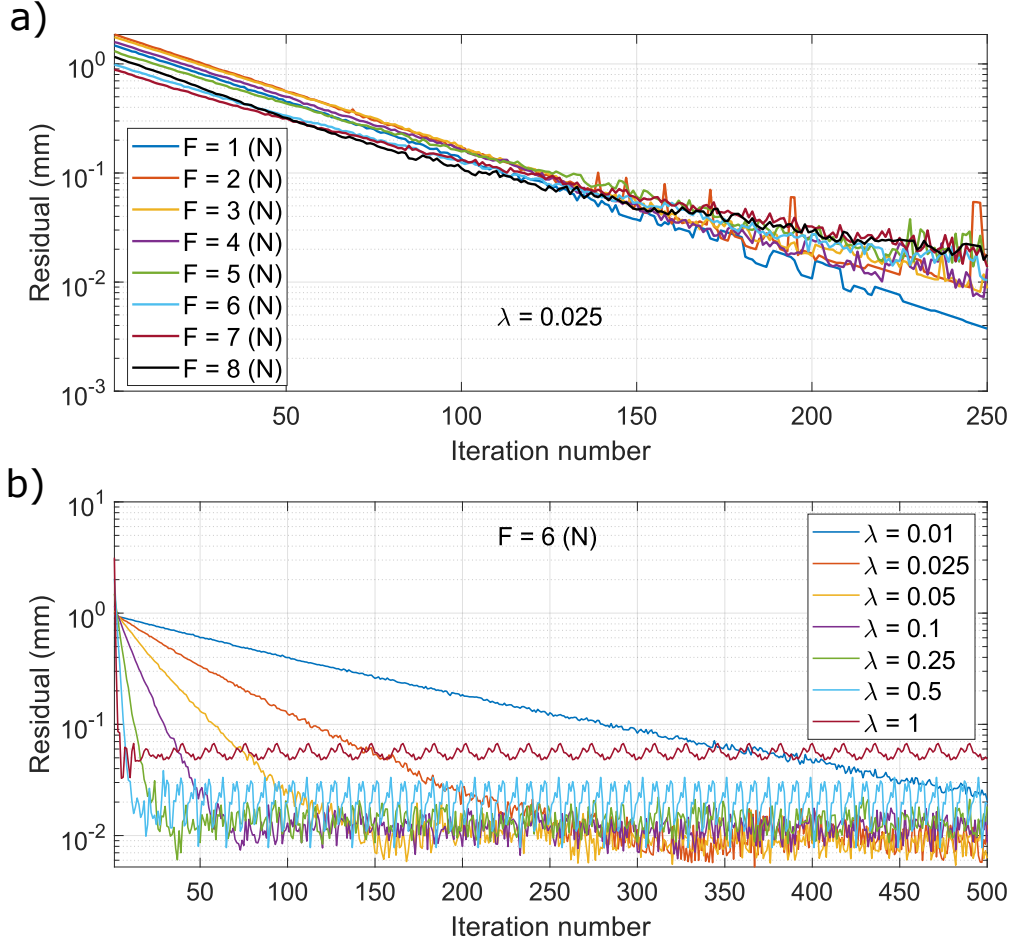 a)
10^0
10^-1
10^-2
10^-3
Residual (mm)
F = 1 (N)
F = 2 (N)
F = 3 (N)
F = 4 (N)
F = 5 (N)
F = 6 (N)
F = 7 (N)
F = 8 (N)
λ = 0.025
50 100 150 200 250
Iteration number
b)
10^1
10^0
10^-1
10^-2
Residual (mm)
F = 6 (N)
λ = 0.01
λ = 0.025
λ = 0.05
λ = 0.1
λ = 0.25
λ = 0.5
λ = 1
50 100 150 200 250 300 350 400 450 500
Iteration number